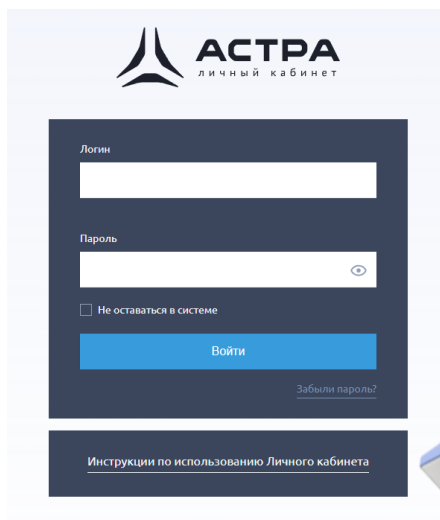 АСТРА
личный кабинет
Логин
Пароль
Не оставаться в системе
Войти
Забыли пароль?
Инструкции по использованию Личного кабинета